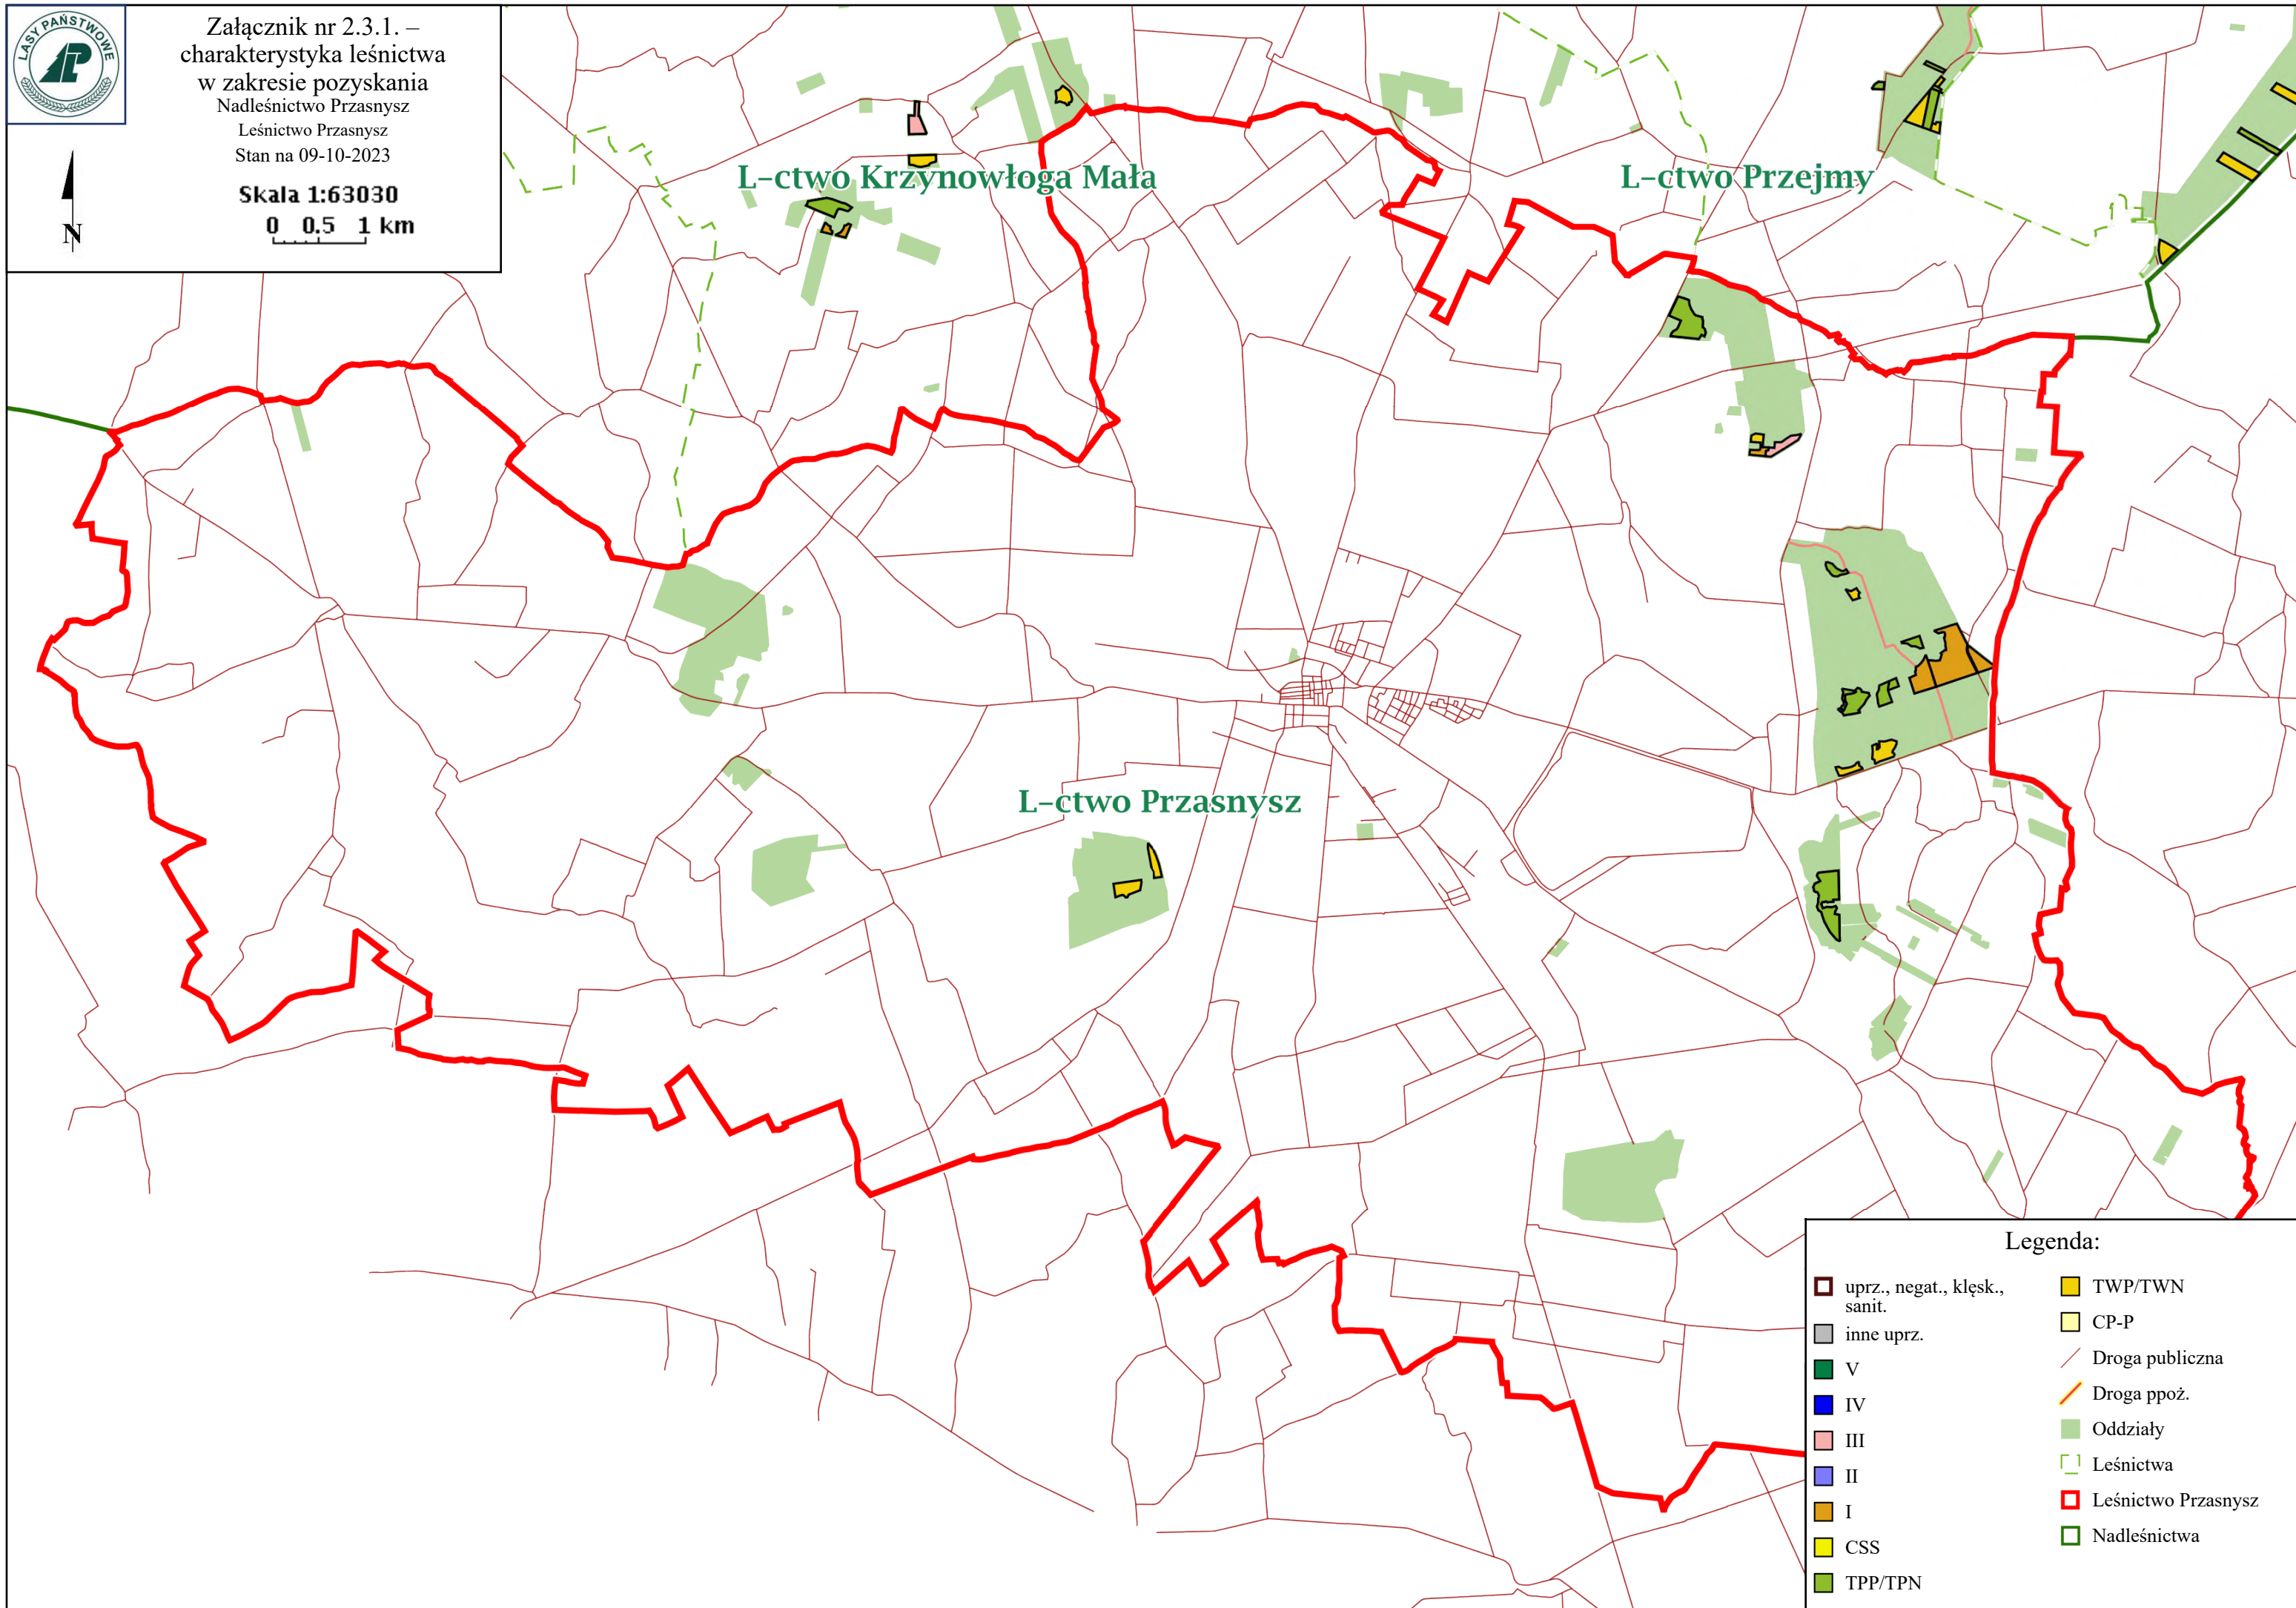 LASY PAŃSTWOWE
Załącznik nr 2.3.1. –
charakterystyka leśnictwa
w zakresie pozyskania
Nadleśnictwo Przasnysz
Leśnictwo Przasnysz
Stan na 09-10-2023
Skala 1:63030
0 0.5 1 km
N
L-ctwo Krzynowłoga Mała
L-ctwo Przejmy
L-ctwo Przasnysz
Legenda:
uprz., negat., klęsk.,
sanit.
inne uprz.
V
IV
III
II
I
CSS
TPP/TPN
TWP/TWN
CP-P
Droga publiczna
Droga ppoż.
Oddziały
Leśnictwa
Leśnictwo Przasnysz
Nadleśnictwa